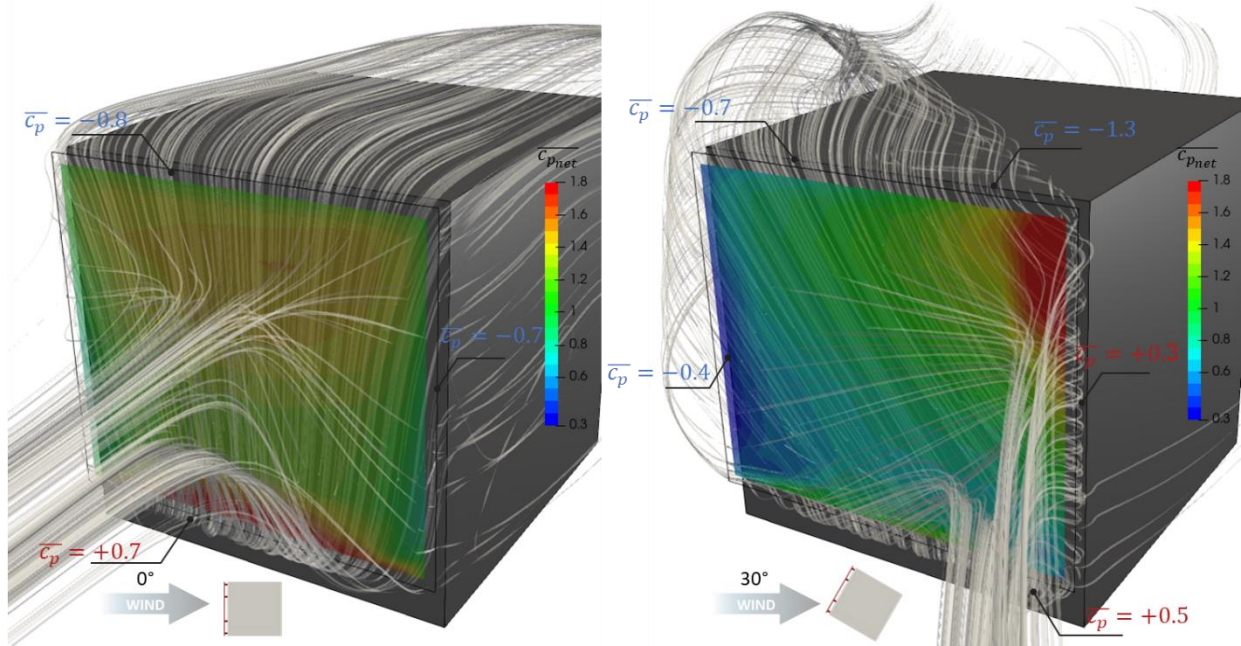 c̅p̅ = −0.8
c̅p̅n̅e̅t̅
1.8
1.6
1.4
1.2
1
0.8
0.6
0.4
0.3
c̅p̅ = −0.7
c̅p̅ = +0.7
0°
WIND
c̅p̅ = −0.7
c̅p̅ = −1.3
c̅p̅n̅e̅t̅
1.8
1.6
1.4
1.2
1
0.8
0.6
0.4
0.3
c̅p̅ = +0.3
c̅p̅ = −0.4
30°
WIND
c̅p̅ = +0.5